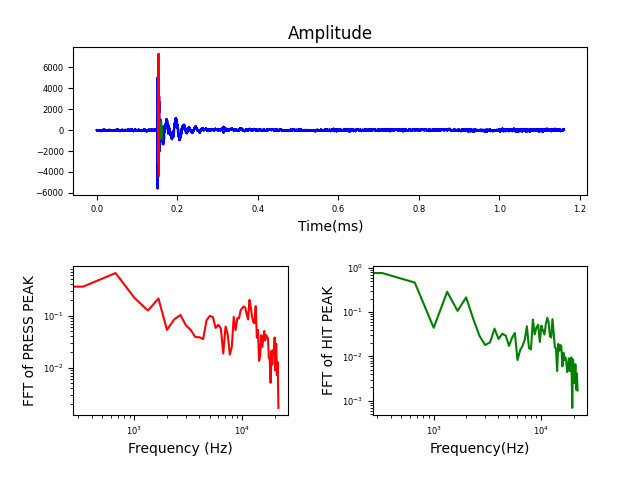 Amplitude
6000
4000
2000
0
−2000
−4000
−6000
0.0 0.2 0.4 0.6 0.8 1.0 1.2
Time(ms)
FFT of PRESS PEAK
10⁻¹
10⁻²
10³ 10⁴
Frequency (Hz)
FFT of HIT PEAK
10⁰
10⁻¹
10⁻²
10⁻³
10³ 10⁴
Frequency(Hz)